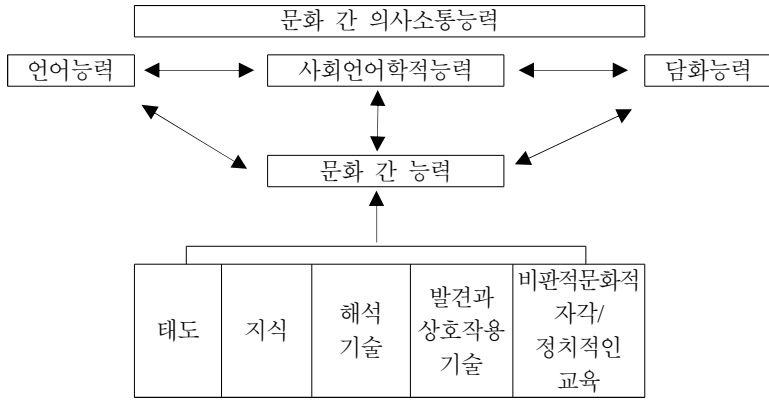 문화 간 의사소통능력
언어능력
사회언어학적능력
담화능력
문화 간 능력
태도
지식
해석
기술
발견과
상호작용
기술
비판적문화적
자각/
정치적인
교육